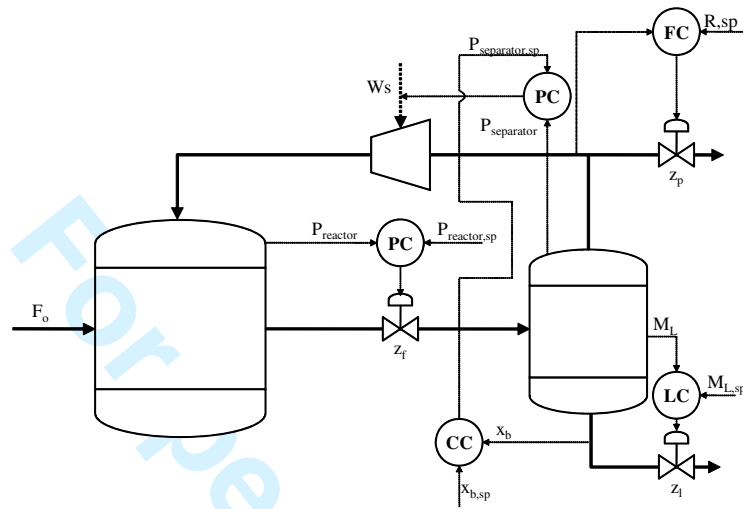 P_separator,sp
FC
R,sp
Ws
PC
P_separator
z_p
P_reactor
PC
P_reactor,sp
F_o
z_f
M_L
LC
M_L,sp
CC
x_b
x_b,sp
z_l
For Pe